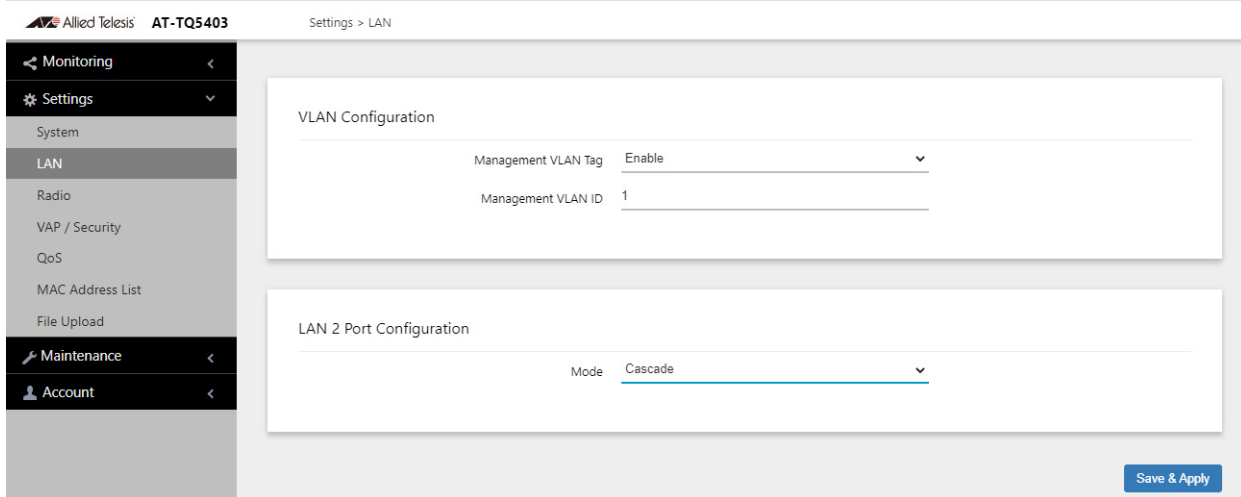 Allied Telesis AT-TQ5403 Settings > LAN
Monitoring
Settings
System
LAN
Radio
VAP / Security
QoS
MAC Address List
File Upload
Maintenance
Account
VLAN Configuration
Management VLAN Tag Enable
Management VLAN ID 1
LAN 2 Port Configuration
Mode Cascade
Save & Apply